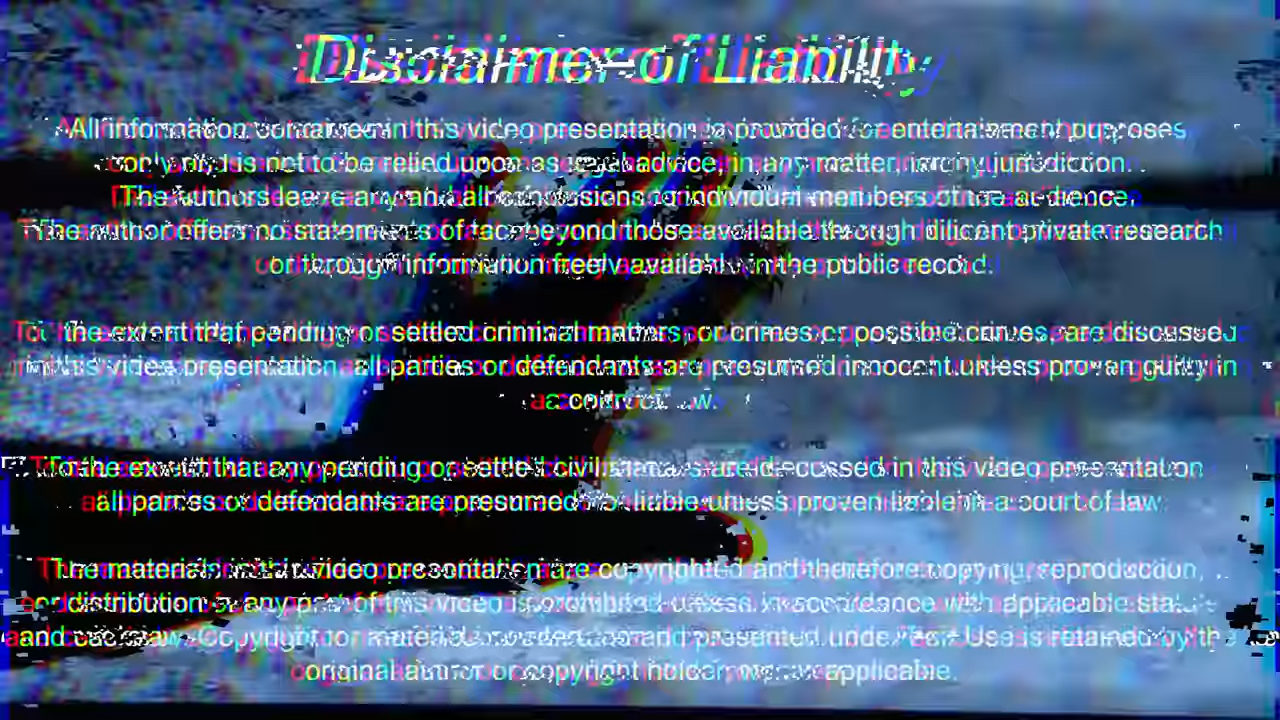 Disclaimer of Liability
All information contained in this video presentation is provided for entertainment purposes
only and is not to be relied upon as legal advice, in any matter, in any jurisdiction.
The Authors leave any and all conclusions to individual members of the audience.
The author offers no statements of fact beyond those available through diligent private research
or through information freely available in the public record.
To the extent that pending or settled criminal matters, or crimes or possible crimes, are discussed
in this video presentation, all parties or defendants are presumed innocent unless proven guilty in
a court of law.
To the extent that any pending or settled civil matters are discussed in this video presentation
all parties or defendants are presumed not liable unless proven liable in a court of law
The materials in this video presentation are copyrighted and therefore copying, reproduction,
or distribution of any part of this video is prohibited unless in accordance with applicable state
and case law. Copyright for material and presented under Fair Use is retained by the
original author or copyright holder, where applicable.